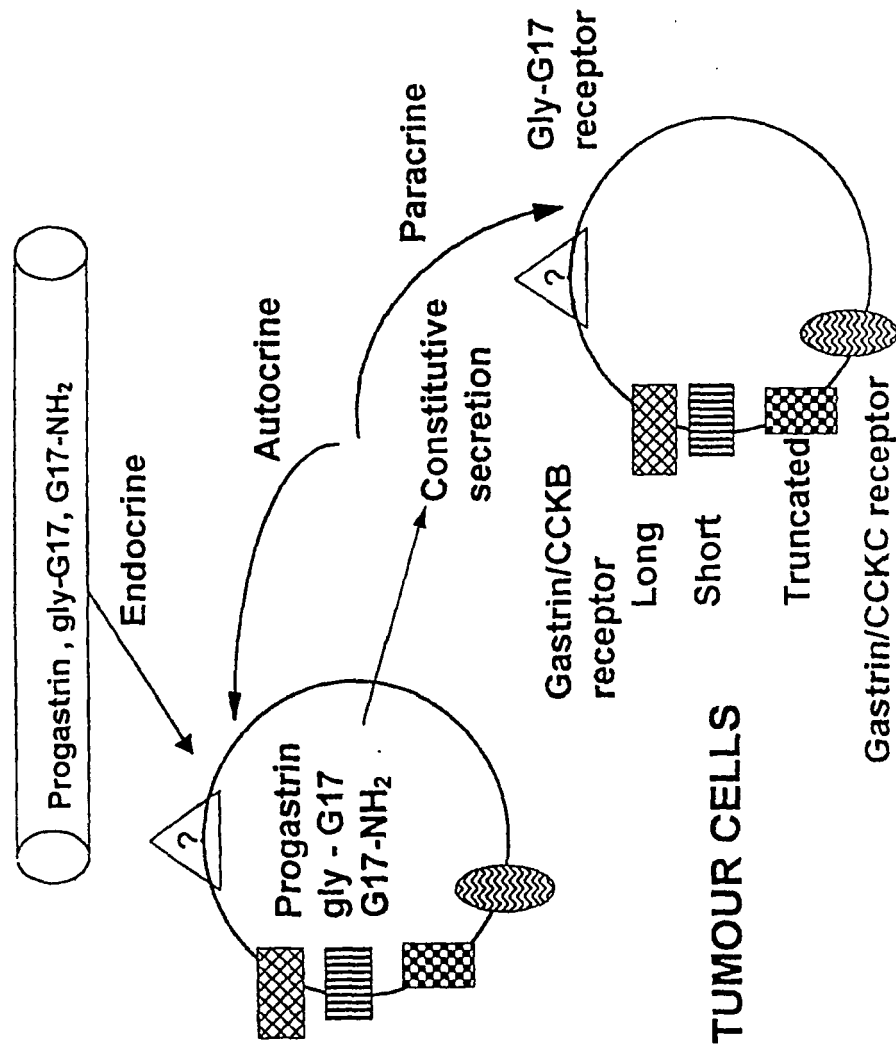 Progastrin , gly-G17, G17-NH₂
Endocrine
Autocrine
Paracrine
?
Progastrin
gly - G17
G17-NH₂
Constitutive
secretion
Gly-G17
receptor
?
Gastrin/CCKB
receptor
Long
Short
Truncated
Gastrin/CCKC receptor
TUMOUR CELLS